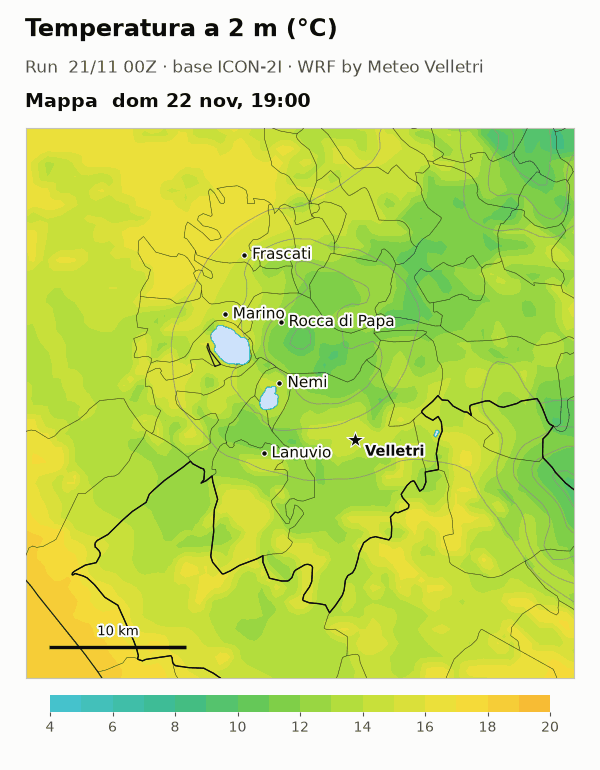 Temperatura a 2 m (°C)
Run  21/11 00Z · base ICON-2I · WRF by Meteo Velletri
Mappa  dom 22 nov, 19:00
Frascati
Marino
Rocca di Papa
Nemi
Velletri
Lanuvio
10 km
4 6 8 10 12 14 16 18 20